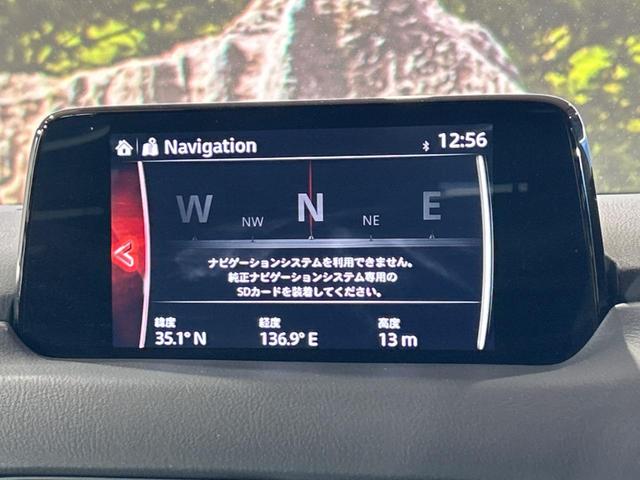 Navigation 12:56
W NW N NE E
ナビゲーションシステムを利用できません。
純正ナビゲーションシステム専用の
SDカードを装着してください。
緯度 経度 高度
35.1° N 136.9° E 13 m